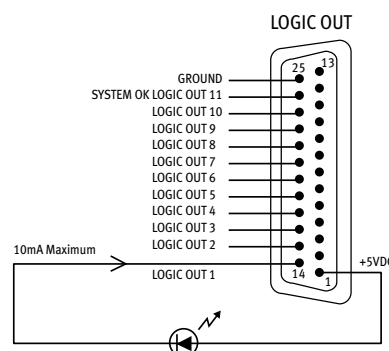 LOGIC OUT
25
13
GROUND
SYSTEM OK LOGIC OUT 11
LOGIC OUT 10
LOGIC OUT 9
LOGIC OUT 8
LOGIC OUT 7
LOGIC OUT 6
LOGIC OUT 5
LOGIC OUT 4
LOGIC OUT 3
LOGIC OUT 2
10mA Maximum
+5VDC
LOGIC OUT 1
14
1